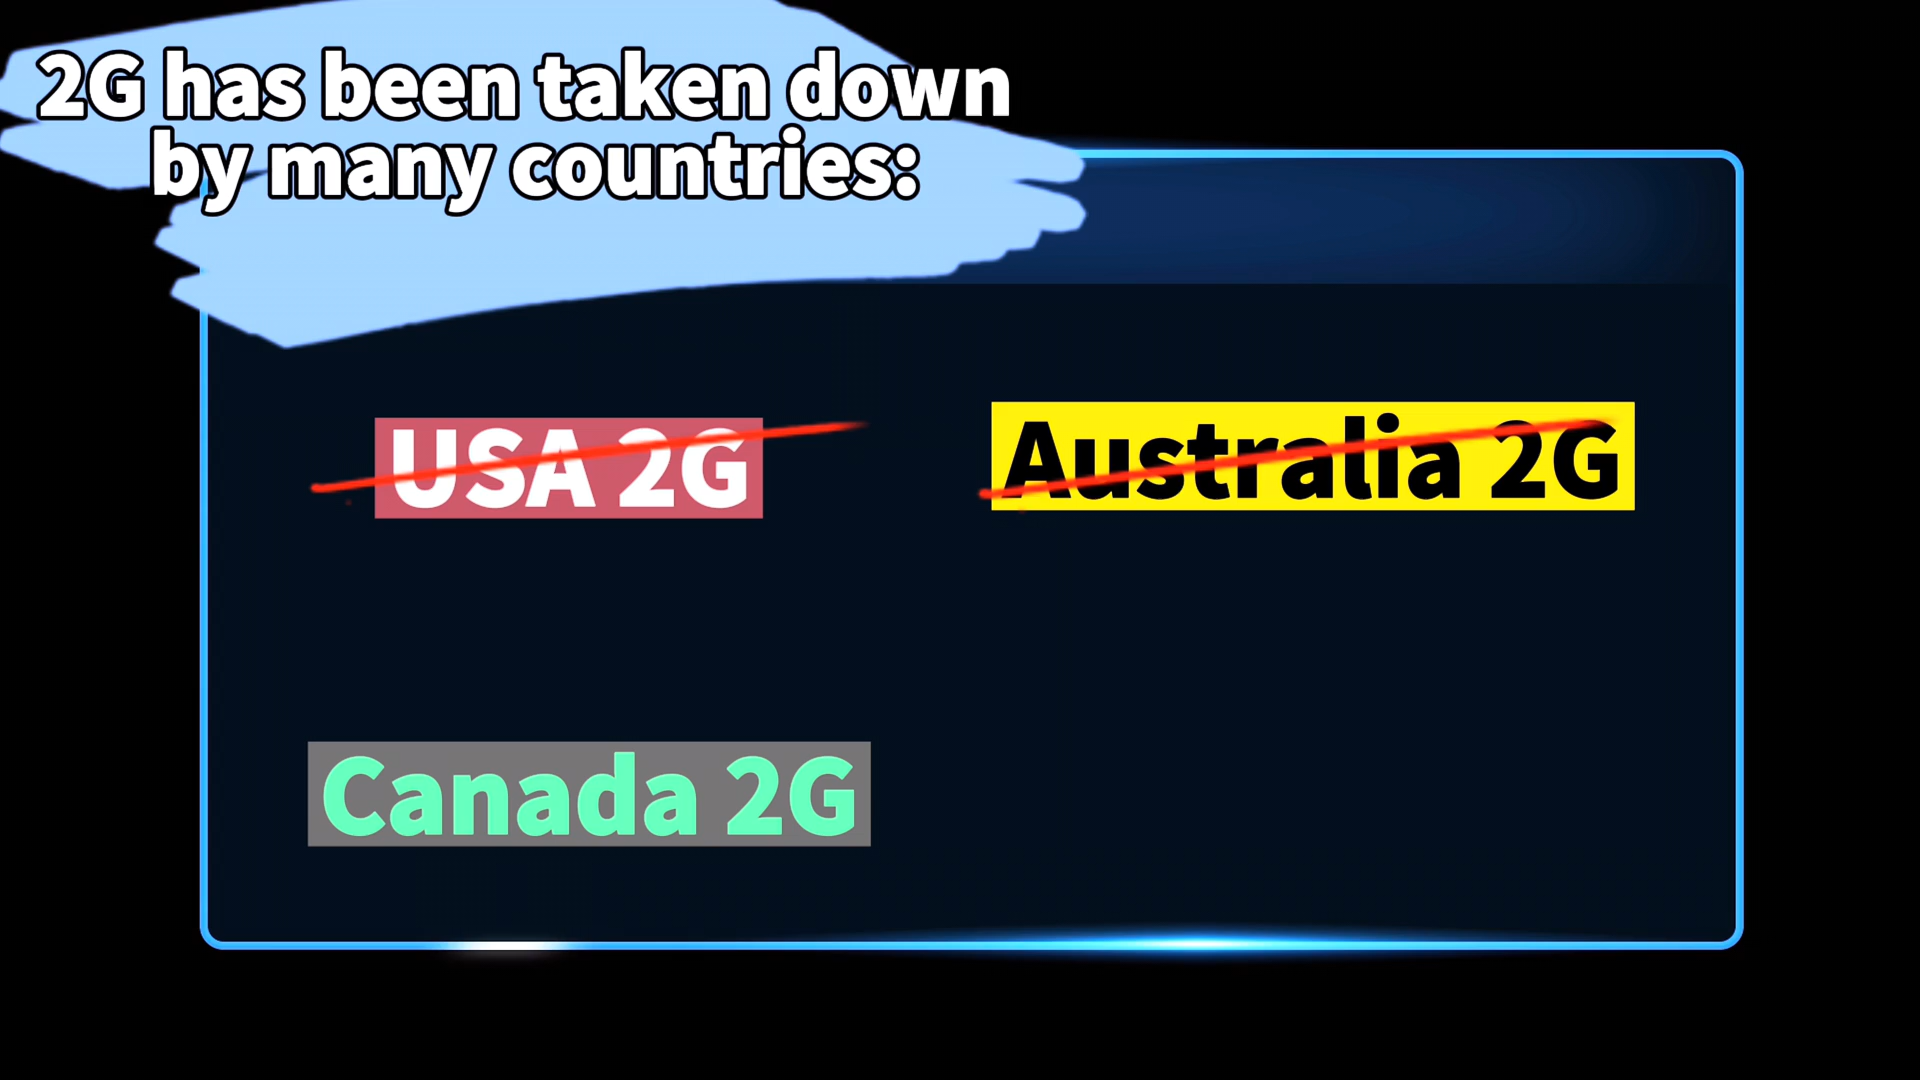 2G has been taken down
by many countries:
USA 2G
Australia 2G
Canada 2G